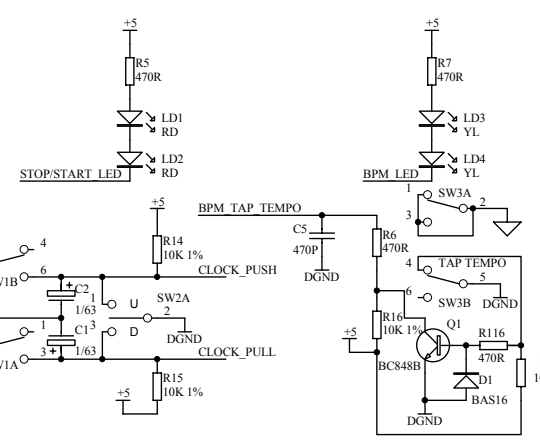 +5
R5
470R
LD1
RD
LD2
RD
STOP/START_LED
+5
R7
470R
LD3
YL
LD4
YL
BPM_LED
1
SW3A
2
3
BPM_TAP_TEMPO
C5
470P
DGND
R6
470R
4
TAP TEMPO
5
6
SW3B
DGND
+5
R14
10K 1%
CLOCK_PUSH
4
6
W1B
C2
+
1/63
1
U
SW2A
2
D
3
DGND
C1
1/63
+
1
3
W1A
CLOCK_PULL
R15
10K 1%
+5
R16
10K 1%
+5
Q1
BC848B
R116
470R
D1
BAS16
DGND